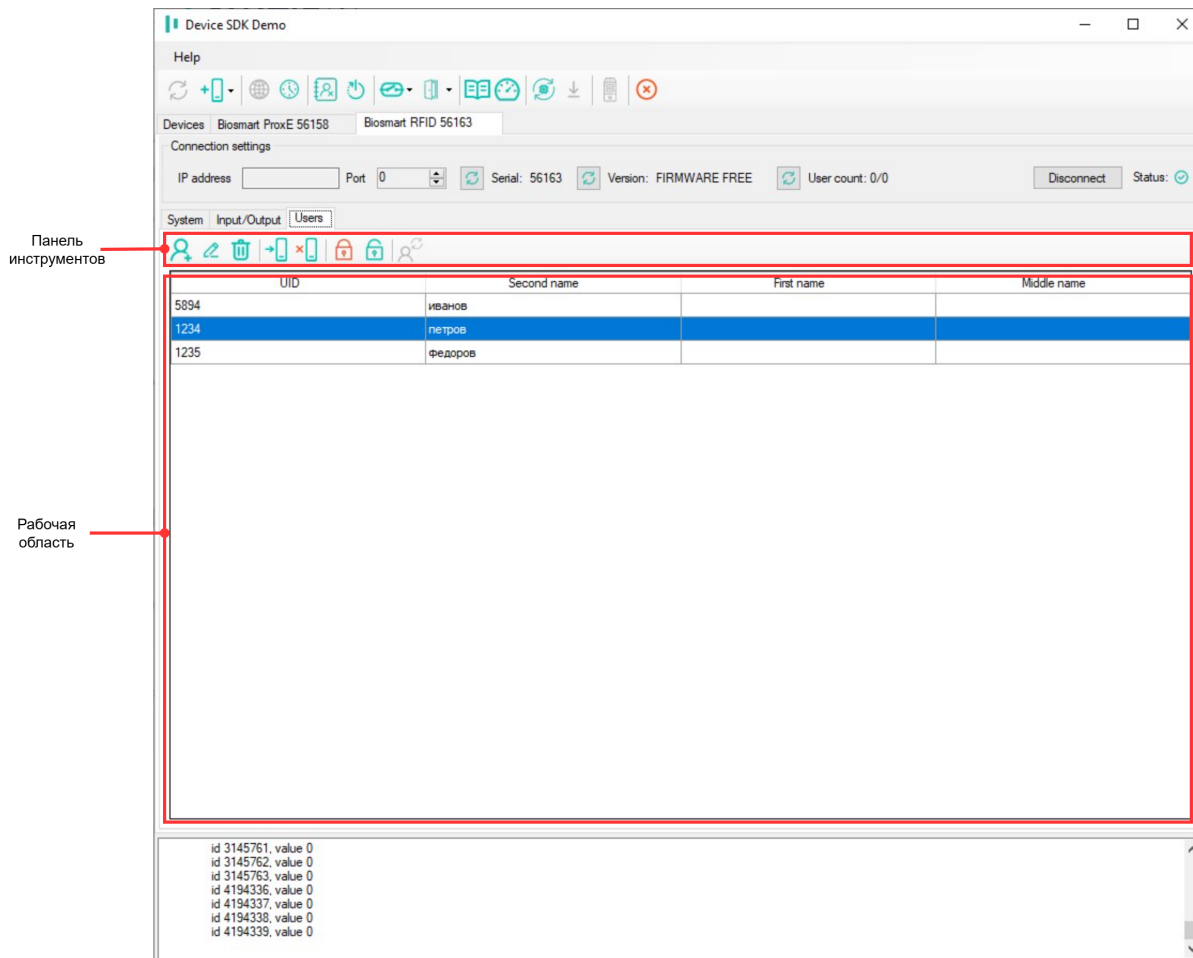 Device SDK Demo
Help
Devices Biosmart ProxE 56158 Biosmart RFID 56163
Connection settings
IP address Port 0 Serial: 56163 Version: FIRMWARE FREE User count: 0/0 Disconnect Status:
System Input/Output Users
Панель
инструментов
UID Second name First name Middle name
5894 иванов
1234 петров
1235 федоров
Рабочая
область
id 3145761, value 0
id 3145762, value 0
id 3145763, value 0
id 4194336, value 0
id 4194337, value 0
id 4194338, value 0
id 4194339, value 0